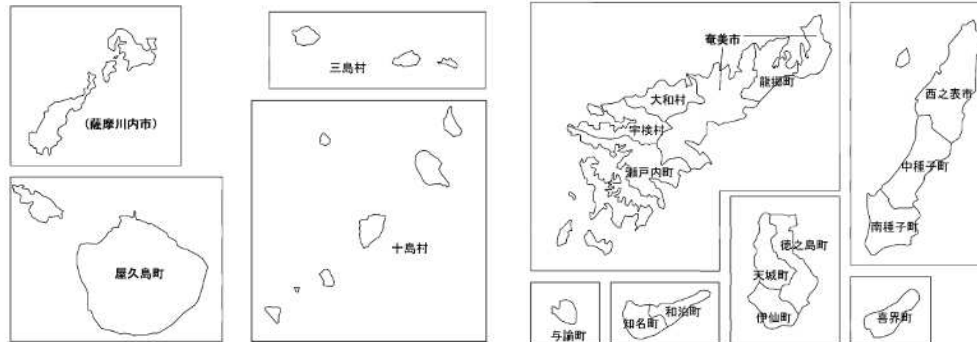 (薩摩川内市)
三島村
屋久島町
十島村
奄美市
龍郷町
大和村
宇検村
瀬戸内町
西之表市
中種子町
南種子町
徳之島町
天城町
伊仙町
与論町
和泊町
知名町
喜界町